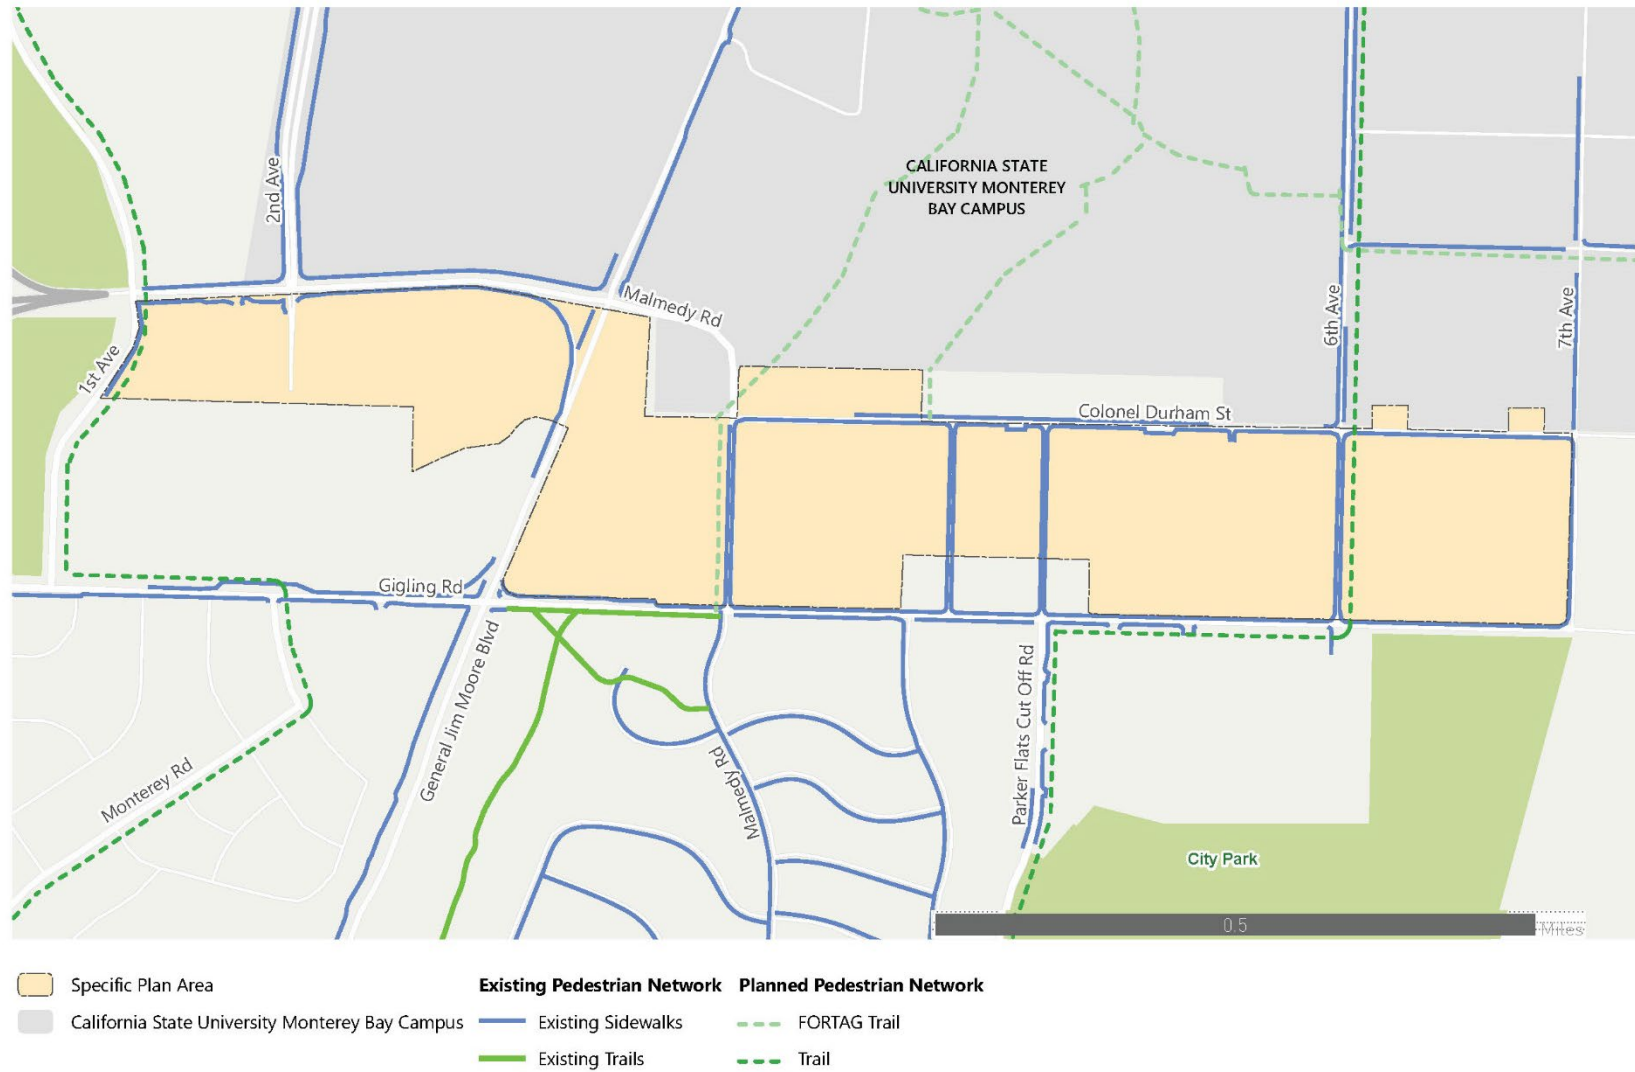 CALIFORNIA STATE
UNIVERSITY MONTEREY
BAY CAMPUS
2nd Ave
Malmedy Rd
6th Ave
7th Ave
1st Ave
Colonel Durham St
Gigling Rd
General Jim Moore Blvd
Monterey Rd
Malmedy Rd
Parker Flats Cut Off Rd
City Park
0.5
Miles
Specific Plan Area
California State University Monterey Bay Campus
Existing Pedestrian Network
Existing Sidewalks
Existing Trails
Planned Pedestrian Network
FORTAG Trail
Trail